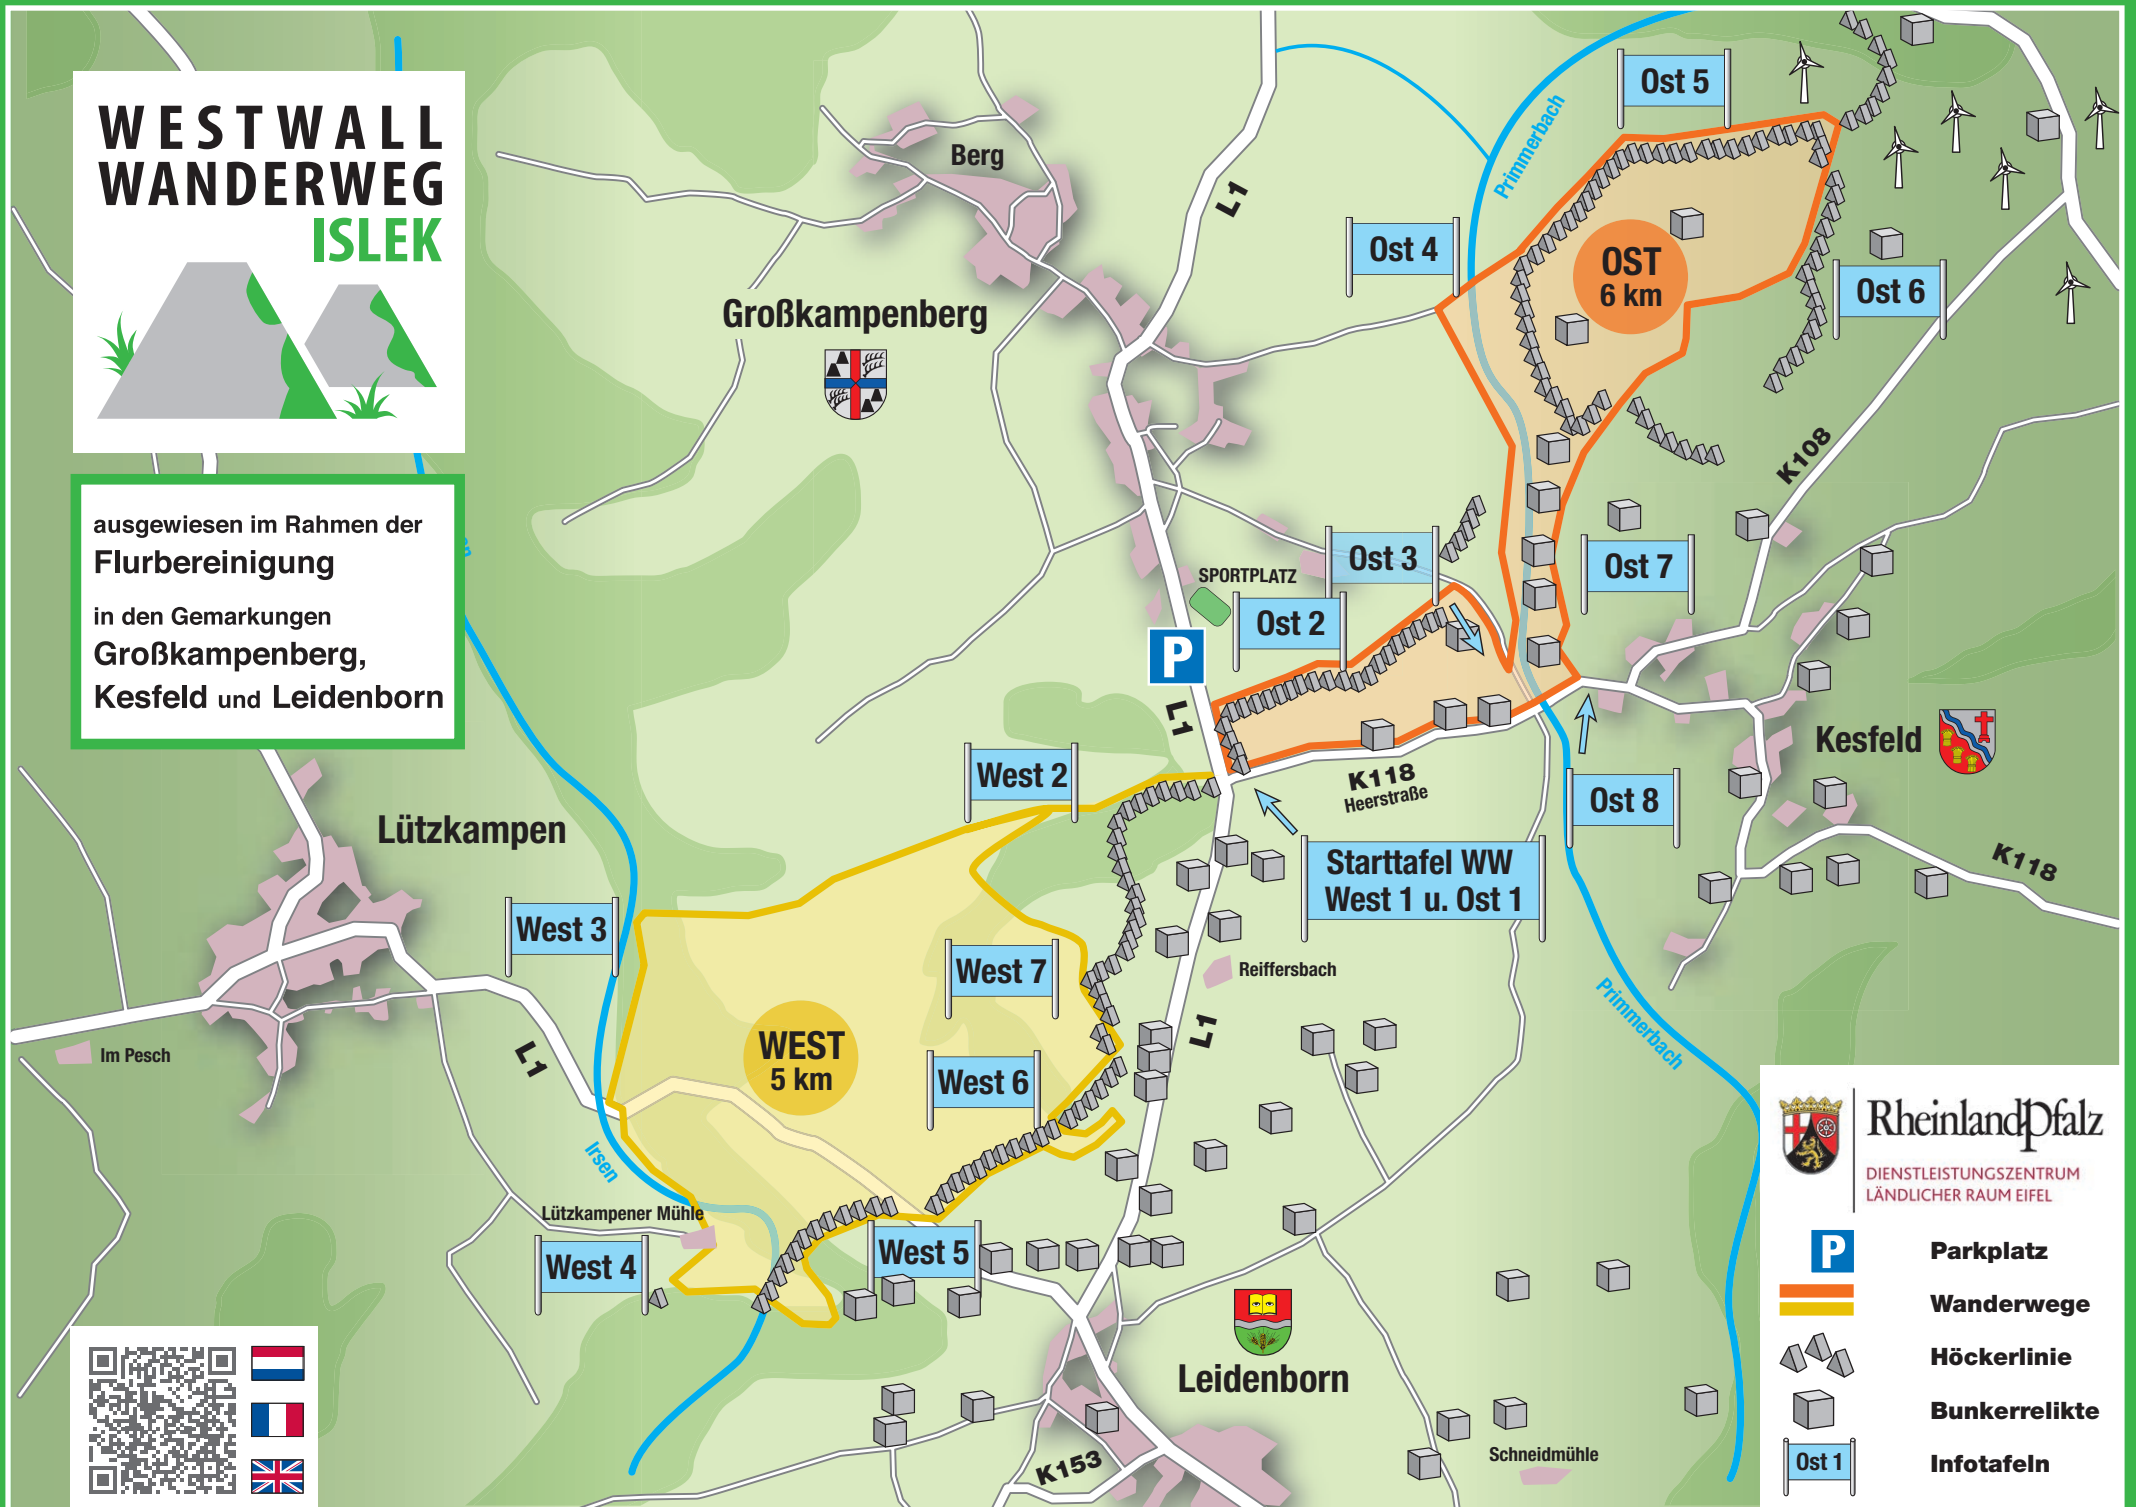 WESTWALL
WANDERWEG
ISLEK
ausgewiesen im Rahmen der
Flurbereinigung
in den Gemarkungen
Großkampenberg,
Kesfeld und Leidenborn
Berg
Großkampenberg
L1
Primmerbach
Ost 5
Ost 4
OST
6 km
Ost 6
K108
Ost 3
Ost 7
SPORTPLATZ
Ost 2
P
L1
Kesfeld
West 2
K118
Heerstraße
Ost 8
Lützkampen
Starttafel WW
West 1 u. Ost 1
K118
West 3
West 7
Reiffersbach
Primmerbach
L1
Im Pesch
L1
WEST
5 km
West 6
Irsen
Lützkampener Mühle
West 4
West 5
Leidenborn
K153
Schneidmühle
RheinlandPfalz
DIENSTLEISTUNGSZENTRUM
LÄNDLICHER RAUM EIFEL
P Parkplatz
Wanderwege
Höckerlinie
Bunkerrelikte
Ost 1 Infotafeln